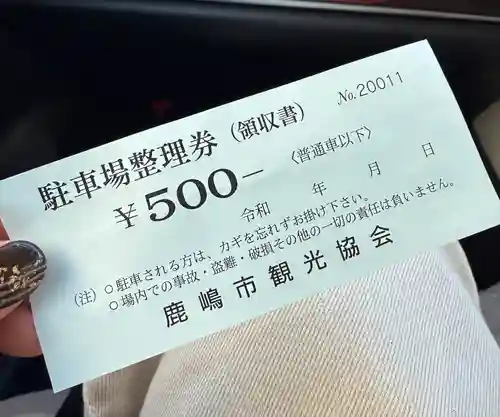 駐車場整理券（領収書） No.20011
¥500− 〈普通車以下〉
令和 年 月 日
（注）○駐車される方は、カギを忘れずお掛け下さい。
○場内での事故・盗難・破損その他の一切の責任は負いません。
鹿嶋市観光協会